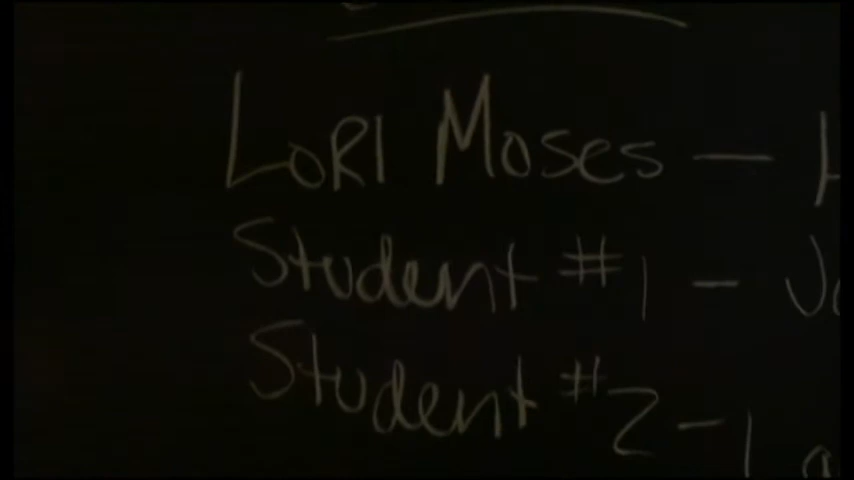 Lori Moses —
Student #1 -
Student #2 -